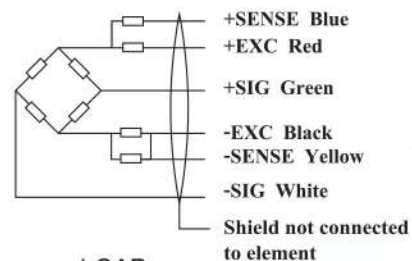 +SENSE Blue
+EXC Red
+SIG Green
-EXC Black
-SENSE Yellow
-SIG White
Shield not connected
to element